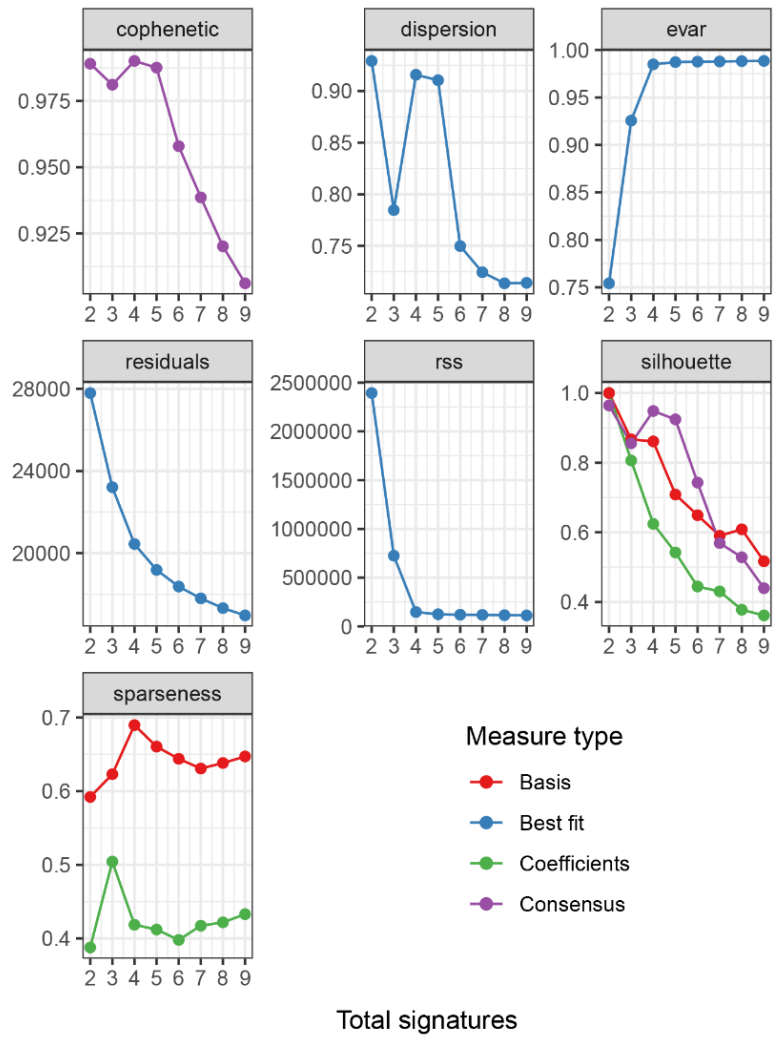 cophenetic
dispersion
evar
0.975
0.950
0.925
2 3 4 5 6 7 8 9
0.90
0.85
0.80
0.75
2 3 4 5 6 7 8 9
1.00
0.95
0.90
0.85
0.80
0.75
2 3 4 5 6 7 8 9
residuals
rss
silhouette
28000
24000
20000
2 3 4 5 6 7 8 9
2500000
2000000
1500000
1000000
500000
0
2 3 4 5 6 7 8 9
1.0
0.8
0.6
0.4
2 3 4 5 6 7 8 9
sparseness
0.7
0.6
0.5
0.4
2 3 4 5 6 7 8 9
Measure type
Basis
Best fit
Coefficients
Consensus
Total signatures